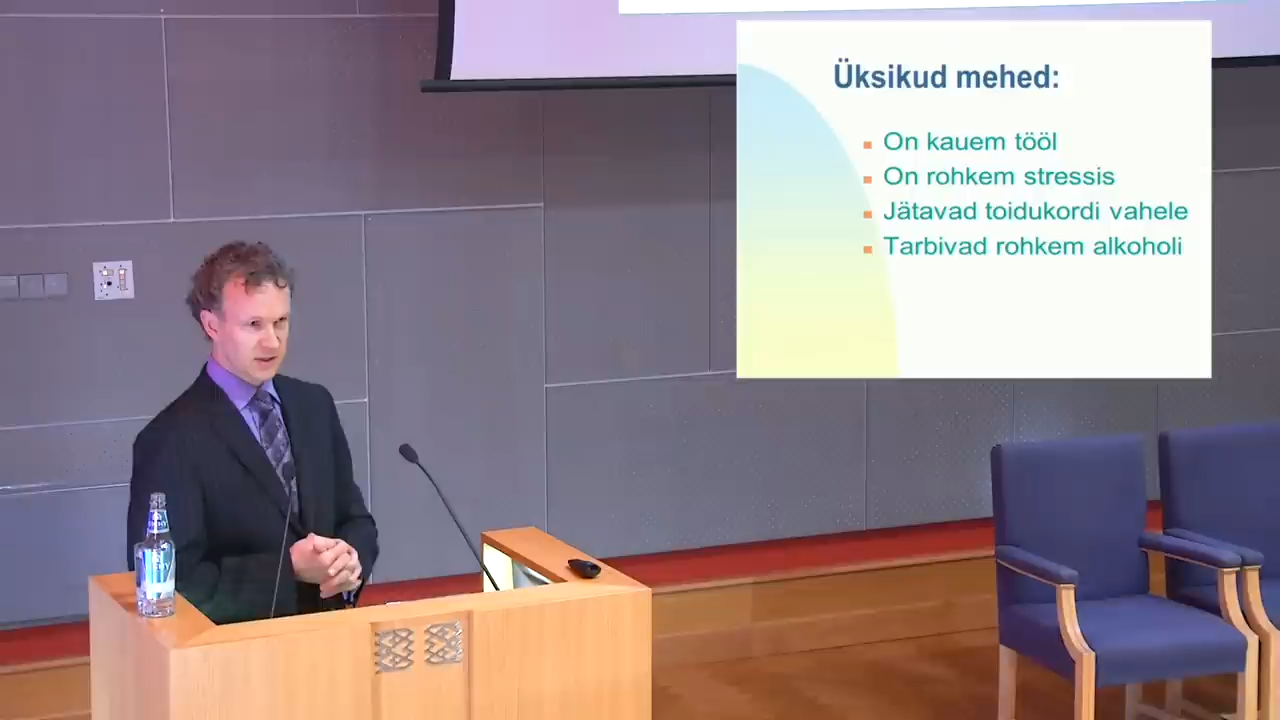 Üksikud mehed:
On kauem tööl
On rohkem stressis
Jätavad toidukordi vahele
Tarbivad rohkem alkoholi